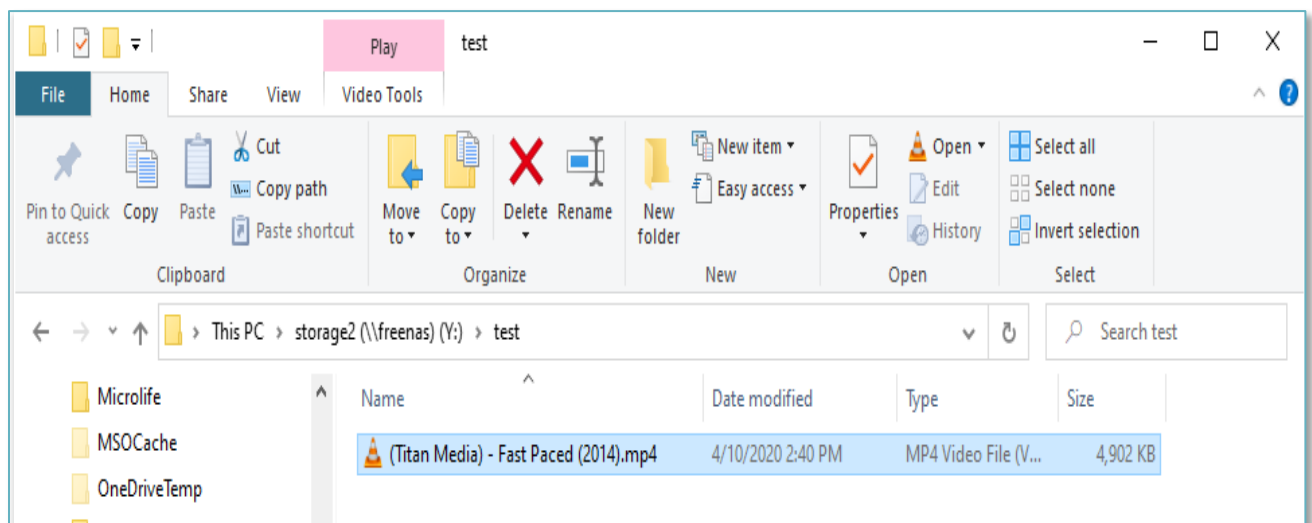 Play test
File Home Share View Video Tools
Pin to Quick access
Copy
Paste
Cut
Copy path
Paste shortcut
Clipboard
Move to
Copy to
Delete
Rename
Organize
New folder
New item
Easy access
New
Properties
Open
Edit
History
Open
Select all
Select none
Invert selection
Select
This PC > storage2 (\\freenas) (Y:) > test
Search test
Microlife
MSOCache
OneDriveTemp
Name Date modified Type Size
(Titan Media) - Fast Paced (2014).mp4 4/10/2020 2:40 PM MP4 Video File (V... 4,902 KB